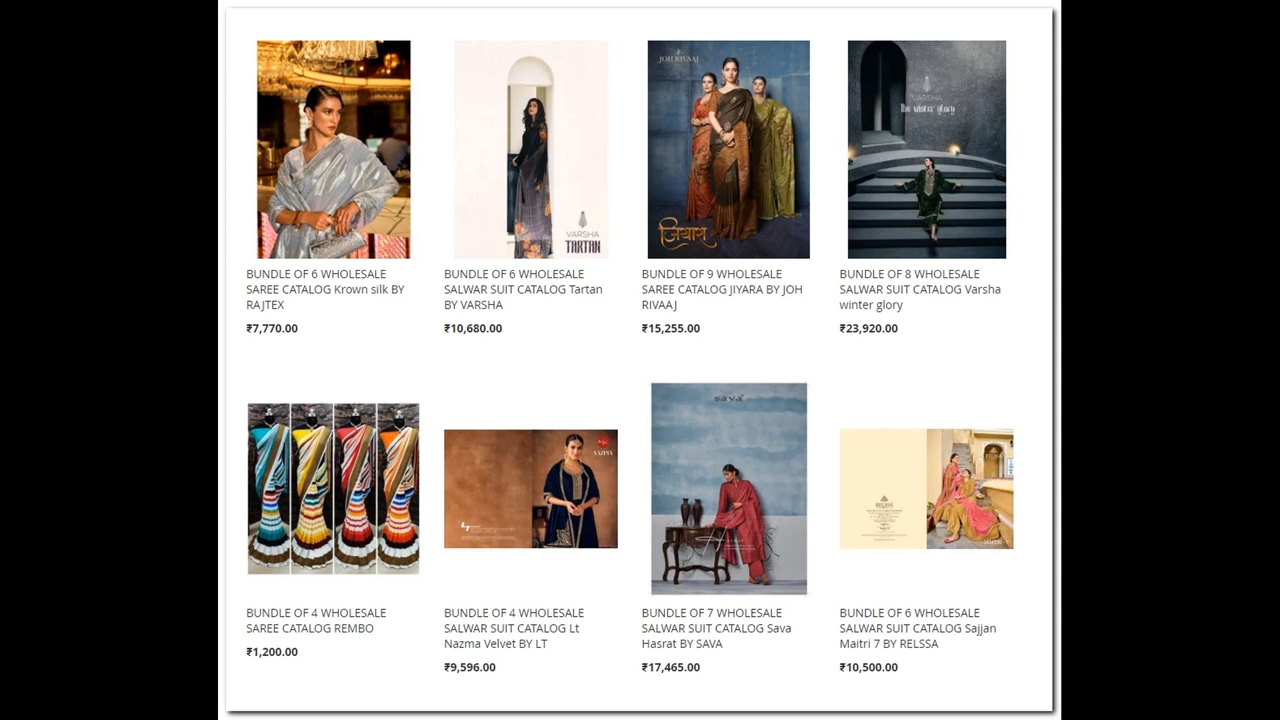 JOH RIVAAJ
VARSHA
The winter glory
VARSHA
TARTAN
जियारा
BUNDLE OF 6 WHOLESALE
SAREE CATALOG Krown silk BY
RAJTEX
₹7,770.00
BUNDLE OF 6 WHOLESALE
SALWAR SUIT CATALOG Tartan
BY VARSHA
₹10,680.00
BUNDLE OF 9 WHOLESALE
SAREE CATALOG JIYARA BY JOH
RIVAAJ
₹15,255.00
BUNDLE OF 8 WHOLESALE
SALWAR SUIT CATALOG Varsha
winter glory
₹23,920.00
sava
NAZMA
LT
RELSSA
BUNDLE OF 4 WHOLESALE
SAREE CATALOG REMBO
₹1,200.00
BUNDLE OF 4 WHOLESALE
SALWAR SUIT CATALOG Lt
Nazma Velvet BY LT
₹9,596.00
BUNDLE OF 7 WHOLESALE
SALWAR SUIT CATALOG Sava
Hasrat BY SAVA
₹17,465.00
BUNDLE OF 6 WHOLESALE
SALWAR SUIT CATALOG Sajjan
Maitri 7 BY RELSSA
₹10,500.00